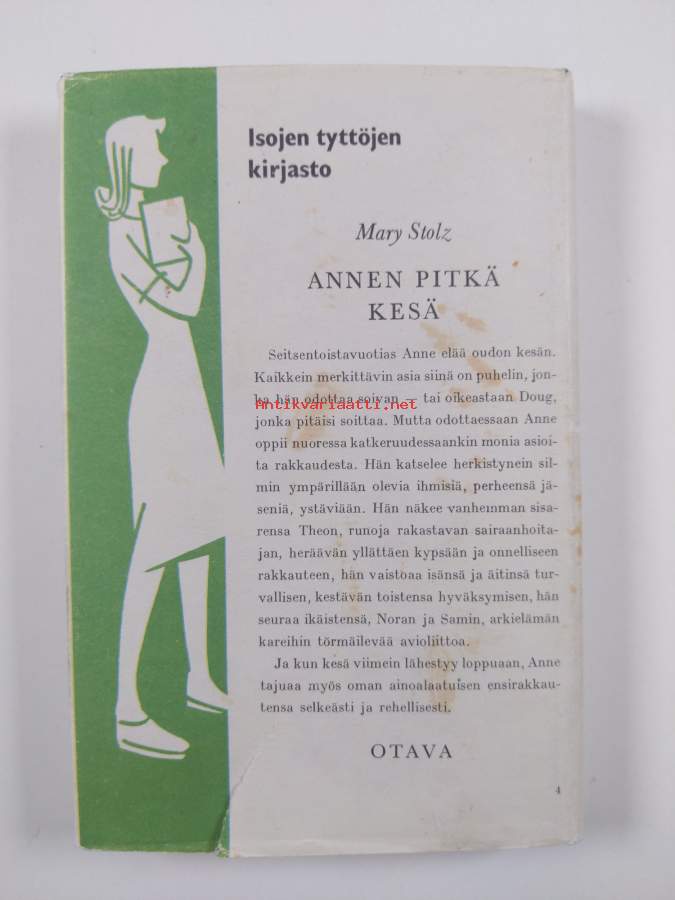 Isojen tyttöjen
kirjasto
Mary Stolz
ANNEN PITKÄ
KESÄ
Seitsentoistavuotias Anne elää oudon kesän.
Kaikkein merkittävin asia siinä on puhelin, jon-
ka hän odottaa soivan — tai oikeastaan Doug,
Antikvariaatti.net
jonka pitäisi soittaa. Mutta odottaessaan Anne
oppii nuoressa katkeruudessaankin monia asioi-
ta rakkaudesta. Hän katselee herkistynein sil-
min ympärillään olevia ihmisiä, perheensä jä-
seniä, ystäviään. Hän näkee vanhemman sisa-
rensa Theon, runoja rakastavan sairaanhoita-
jan, heräävän yllättäen kypsään ja onnelliseen
rakkauteen, hän vaistoaa isänsä ja äitinsä tur-
vallisen, kestävän toistensa hyväksymisen, hän
seuraa ikäistensä, Noran ja Samin, arkielämän
kareihin törmäilevää avioliittoa.
Ja kun kesä viimein lähestyy loppuaan, Anne
tajuaa myös oman ainoalaatuisen ensirakkau-
tensa selkeästi ja rehellisesti.
OTAVA
4